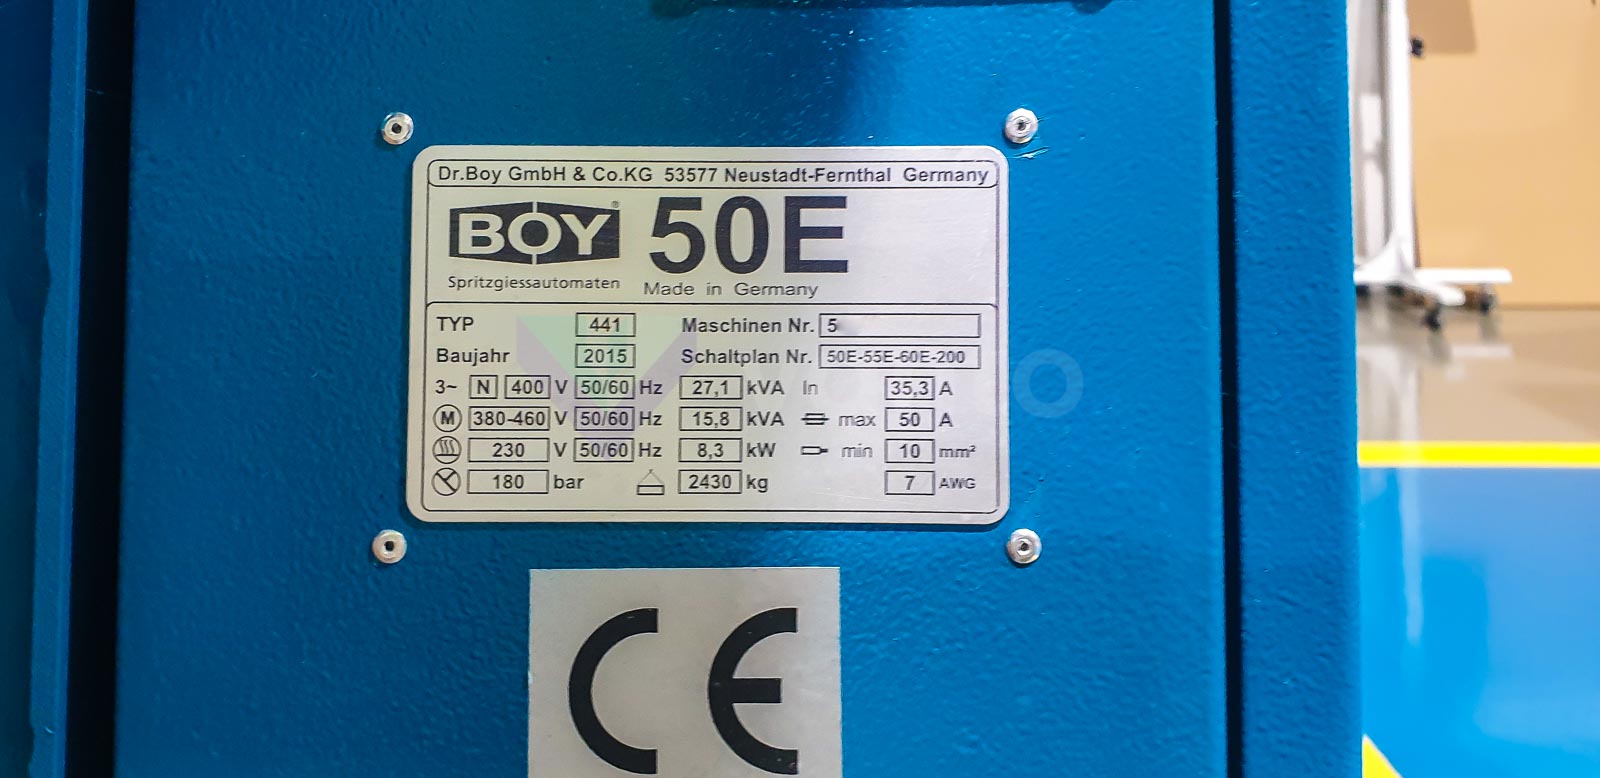 Dr.Boy GmbH & Co.KG 53577 Neustadt-Fernthal Germany
BOY® 50E
Spritzgiessautomaten Made in Germany
TYP 441 Maschinen Nr. 5
Baujahr 2015 Schaltplan Nr. 50E-55E-60E-200
3~ N 400 V 50/60 Hz 27,1 kVA In 35,3 A
M 380-460 V 50/60 Hz 15,8 kVA max 50 A
230 V 50/60 Hz 8,3 kW min 10 mm²
180 bar 2430 kg 7 AWG
CE